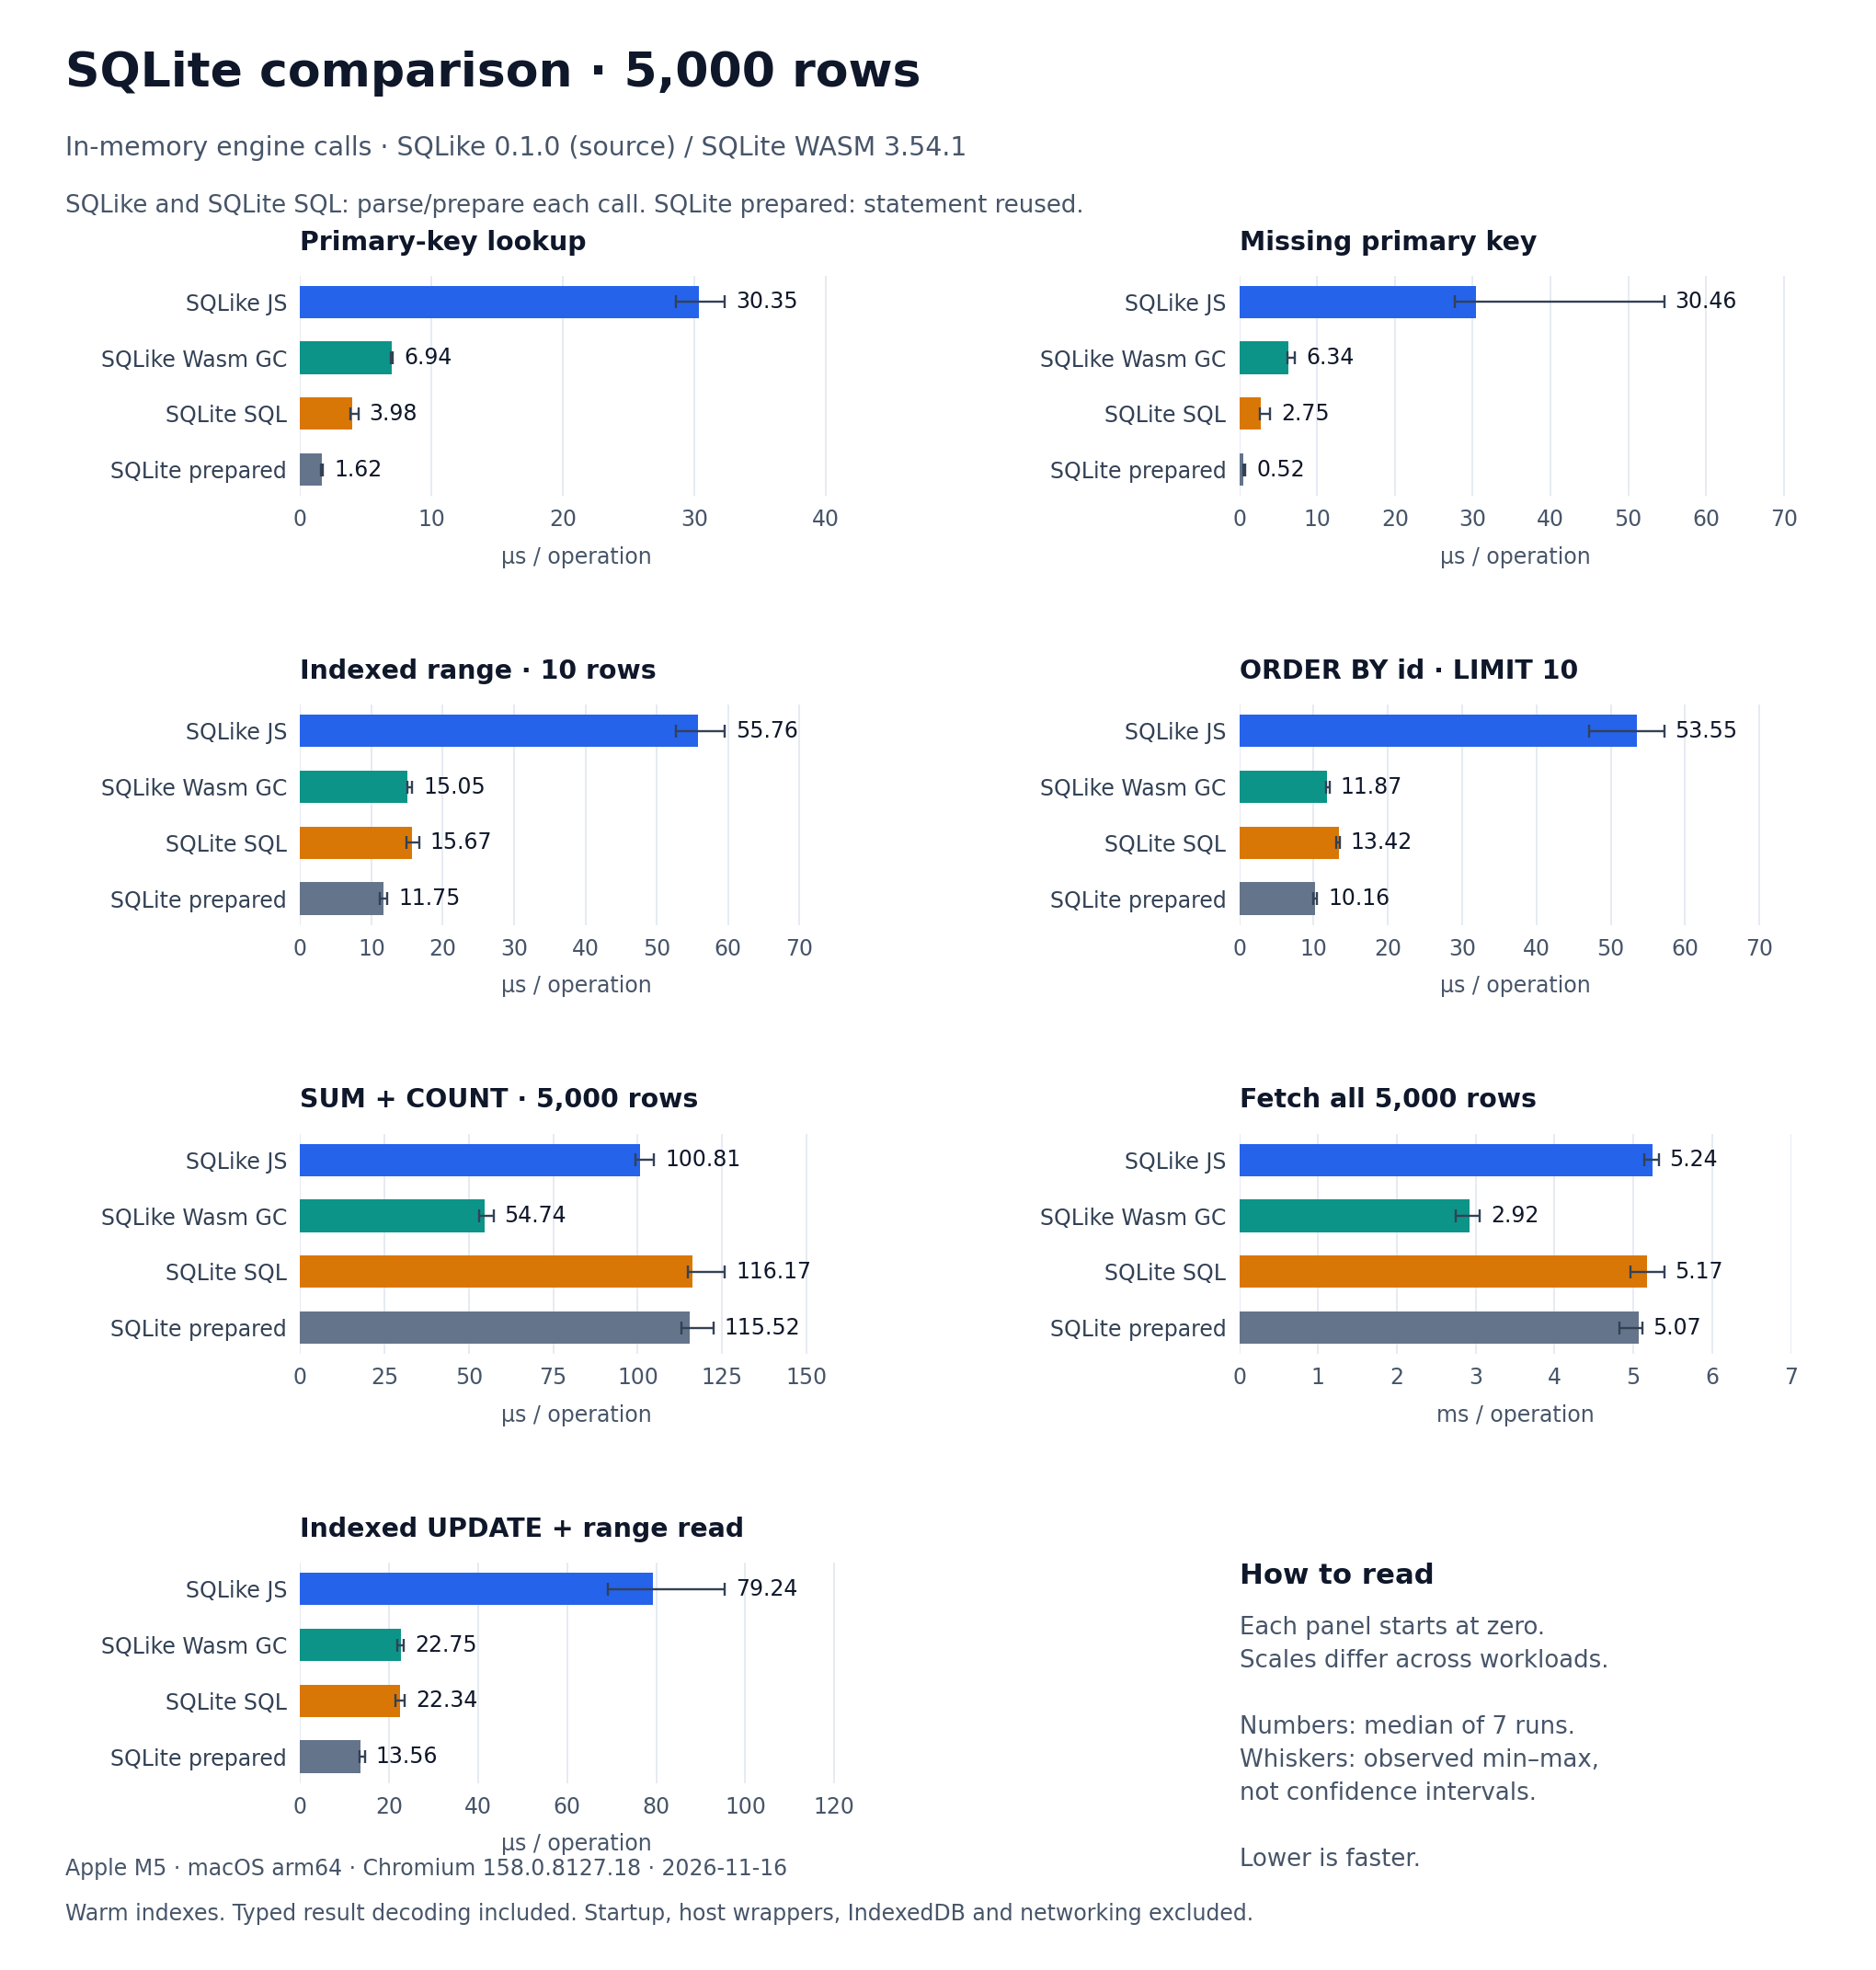 SQLite comparison · 5,000 rows
In-memory engine calls · SQLike 0.1.0 (source) / SQLite WASM 3.54.1
SQLike and SQLite SQL: parse/prepare each call. SQLite prepared: statement reused.
Primary-key lookup
SQLike JS 30.35
SQLike Wasm GC 6.94
SQLite SQL 3.98
SQLite prepared 1.62
0 10 20 30 40
µs / operation
Missing primary key
SQLike JS 30.46
SQLike Wasm GC 6.34
SQLite SQL 2.75
SQLite prepared 0.52
0 10 20 30 40 50 60 70
µs / operation
Indexed range · 10 rows
SQLike JS 55.76
SQLike Wasm GC 15.05
SQLite SQL 15.67
SQLite prepared 11.75
0 10 20 30 40 50 60 70
µs / operation
ORDER BY id · LIMIT 10
SQLike JS 53.55
SQLike Wasm GC 11.87
SQLite SQL 13.42
SQLite prepared 10.16
0 10 20 30 40 50 60 70
µs / operation
SUM + COUNT · 5,000 rows
SQLike JS 100.81
SQLike Wasm GC 54.74
SQLite SQL 116.17
SQLite prepared 115.52
0 25 50 75 100 125 150
µs / operation
Fetch all 5,000 rows
SQLike JS 5.24
SQLike Wasm GC 2.92
SQLite SQL 5.17
SQLite prepared 5.07
0 1 2 3 4 5 6 7
ms / operation
Indexed UPDATE + range read
SQLike JS 79.24
SQLike Wasm GC 22.75
SQLite SQL 22.34
SQLite prepared 13.56
0 20 40 60 80 100 120
µs / operation
How to read
Each panel starts at zero.
Scales differ across workloads.
Numbers: median of 7 runs.
Whiskers: observed min–max,
not confidence intervals.
Lower is faster.
Apple M5 · macOS arm64 · Chromium 158.0.8127.18 · 2026-11-16
Warm indexes. Typed result decoding included. Startup, host wrappers, IndexedDB and networking excluded.